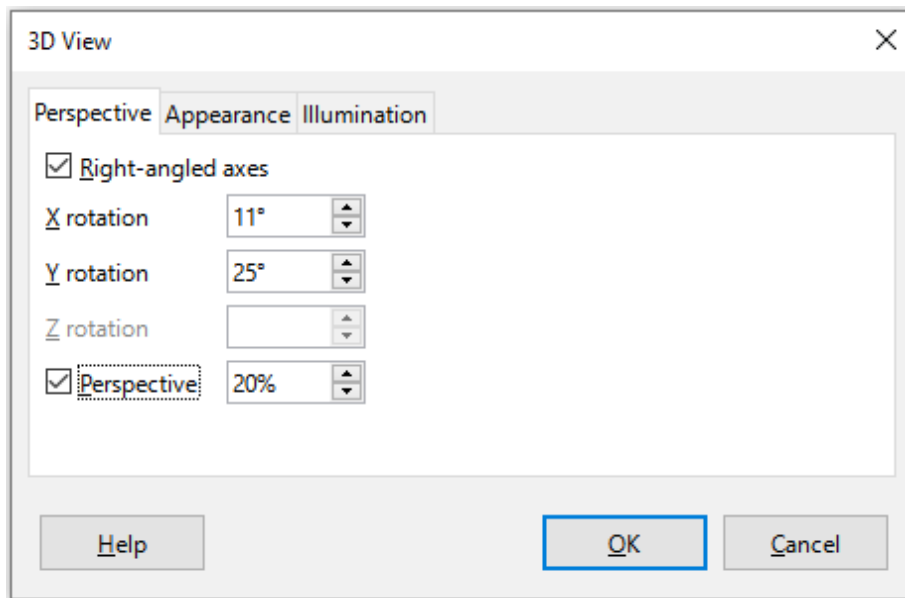 3D View
Perspective Appearance Illumination
Right-angled axes
X rotation 11°
Y rotation 25°
Z rotation
Perspective 20%
Help OK Cancel